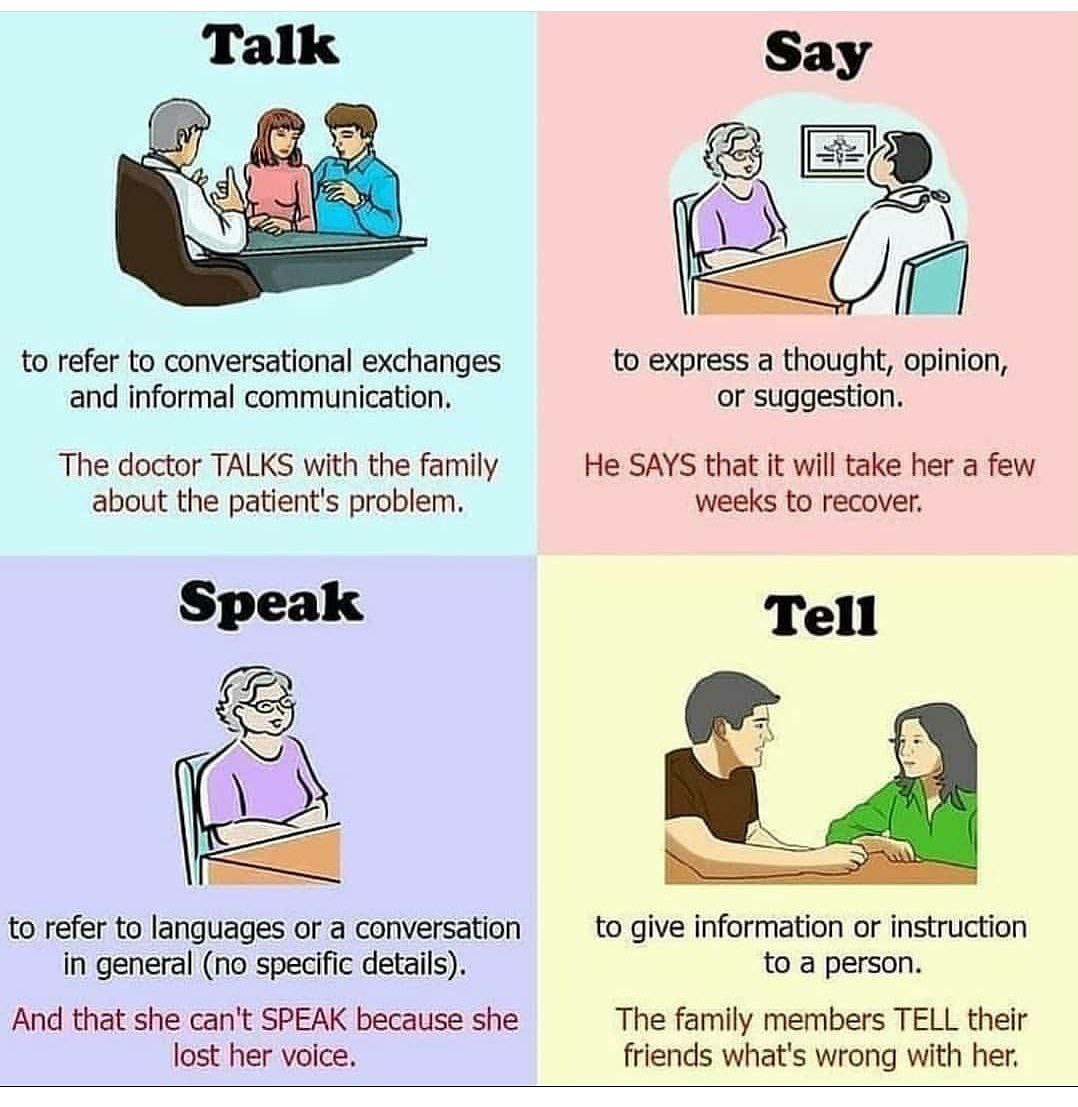 Talk
to refer to conversational exchanges
and informal communication.
The doctor TALKS with the family
about the patient's problem.
Say
to express a thought, opinion,
or suggestion.
He SAYS that it will take her a few
weeks to recover.
Speak
to refer to languages or a conversation
in general (no specific details).
And that she can't SPEAK because she
lost her voice.
Tell
to give information or instruction
to a person.
The family members TELL their
friends what's wrong with her.